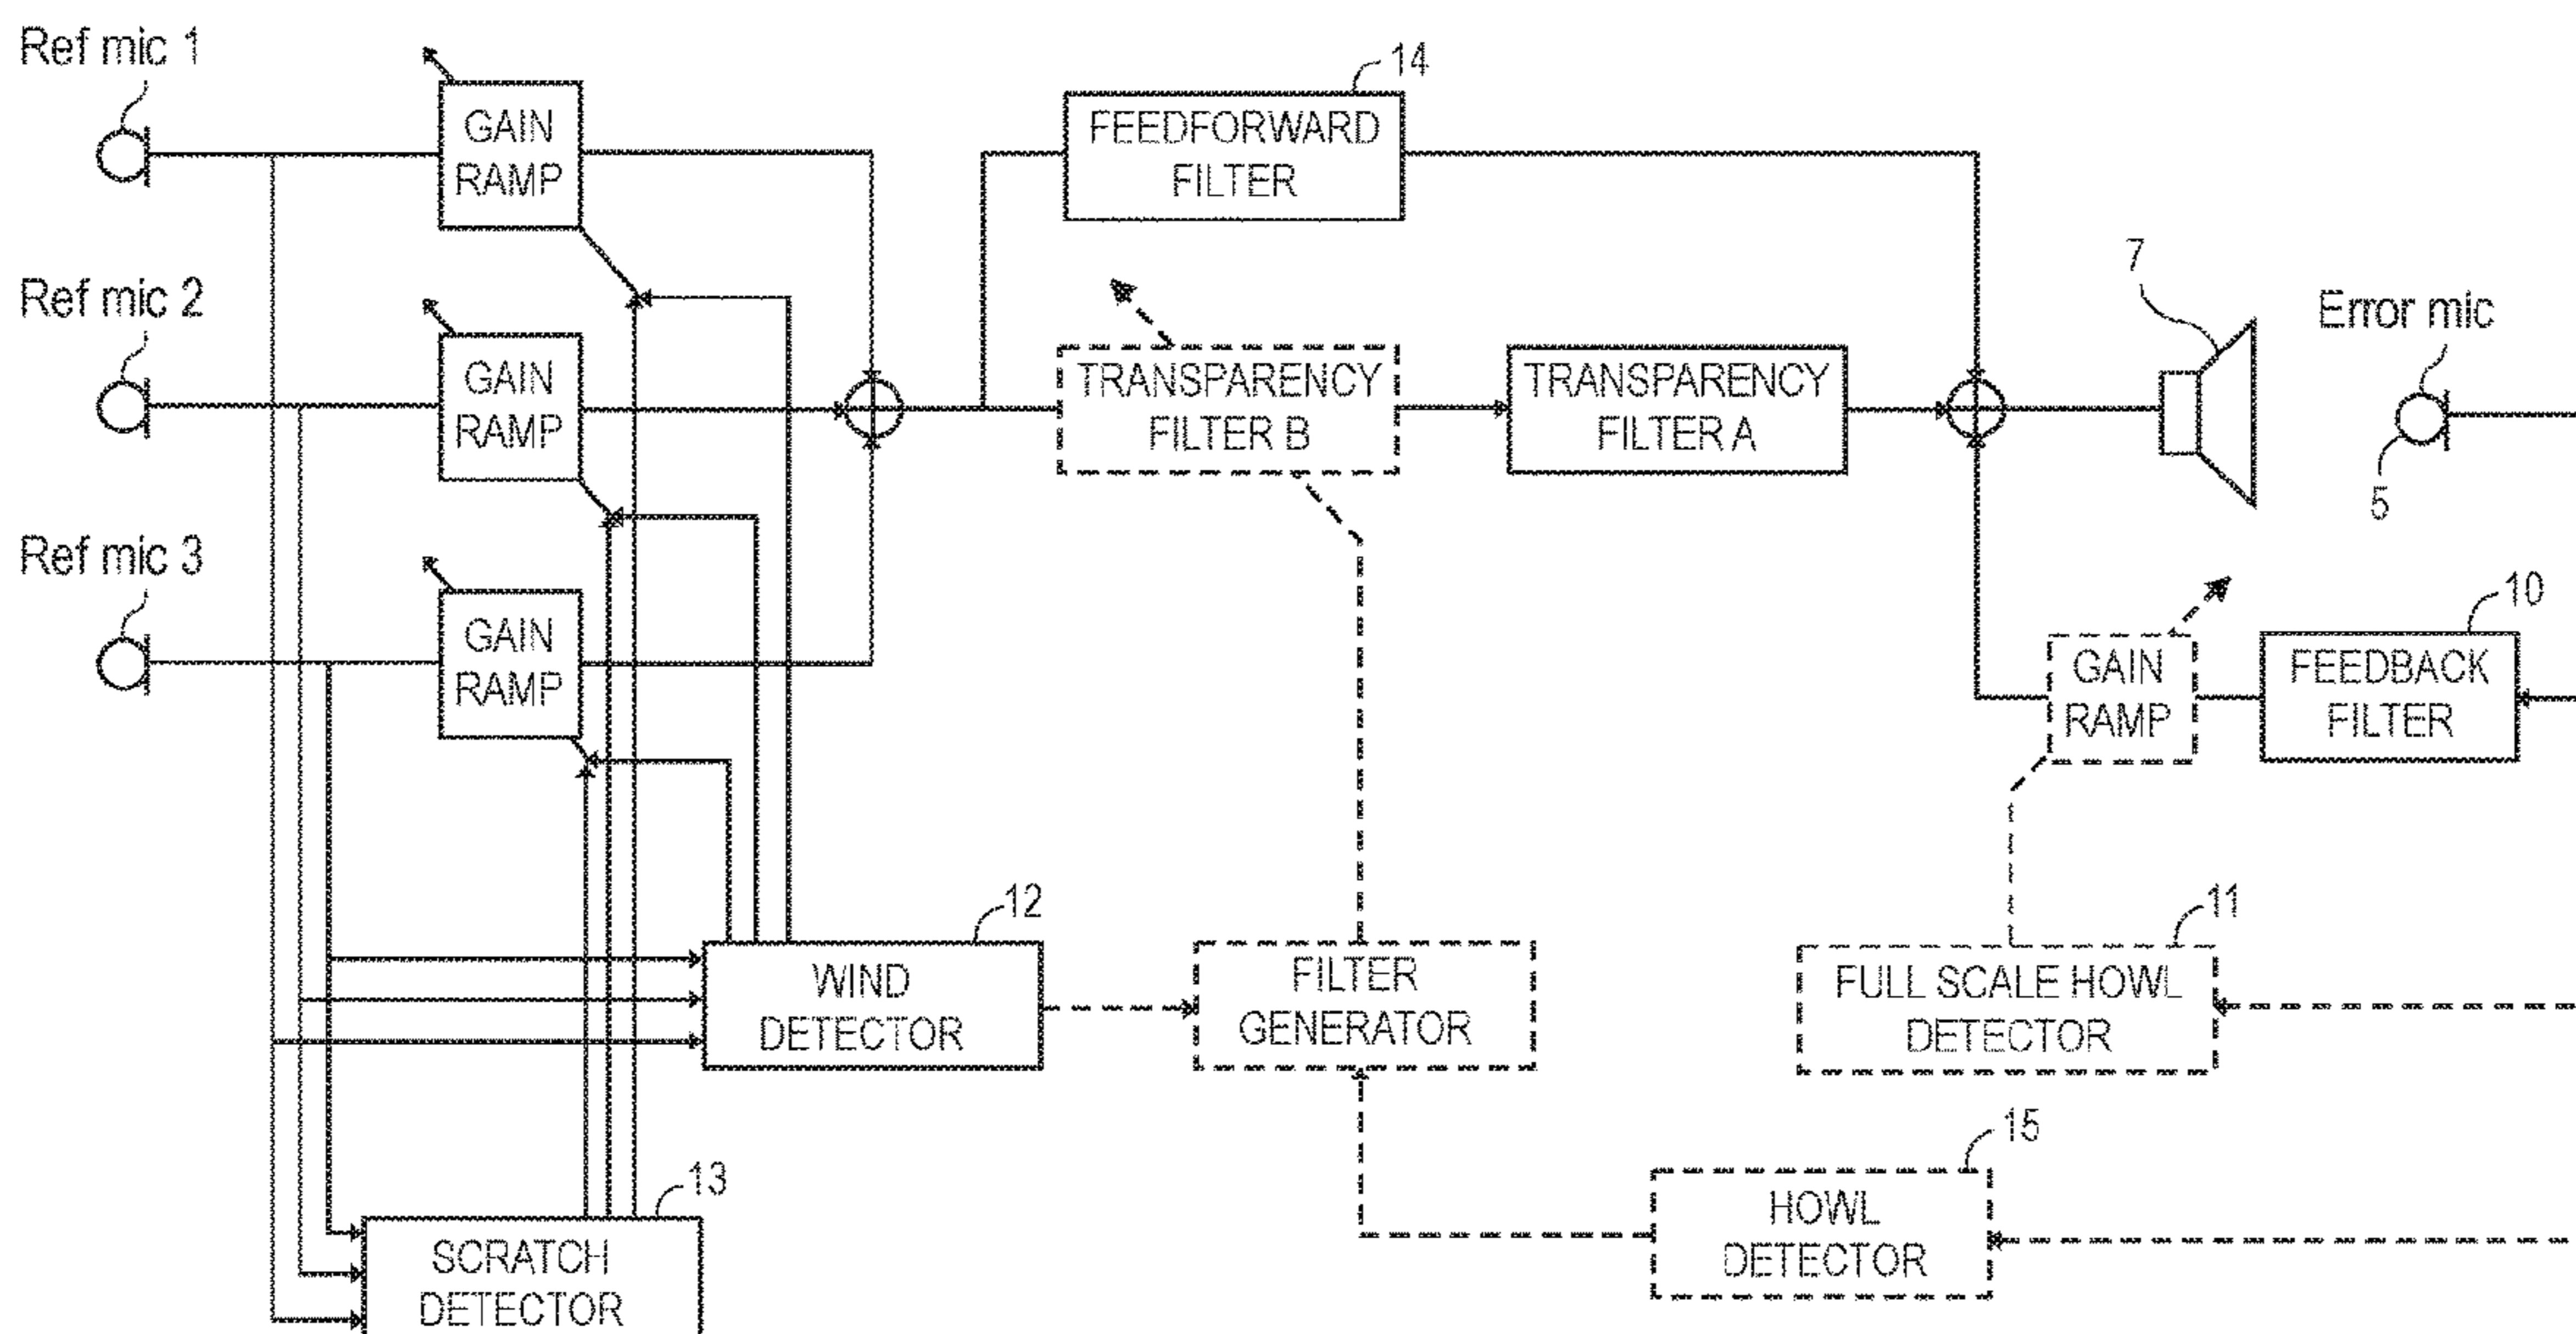 Ref mic 1
GAIN
RAMP
14
FEEDFORWARD
FILTER
Ref mic 2
GAIN
RAMP
TRANSPARENCY
FILTER B
TRANSPARENCY
FILTER A
7
Error mic
5
Ref mic 3
GAIN
RAMP
GAIN
RAMP
10
FEEDBACK
FILTER
12
WIND
DETECTOR
FILTER
GENERATOR
11
FULL SCALE HOWL
DETECTOR
13
SCRATCH
DETECTOR
15
HOWL
DETECTOR